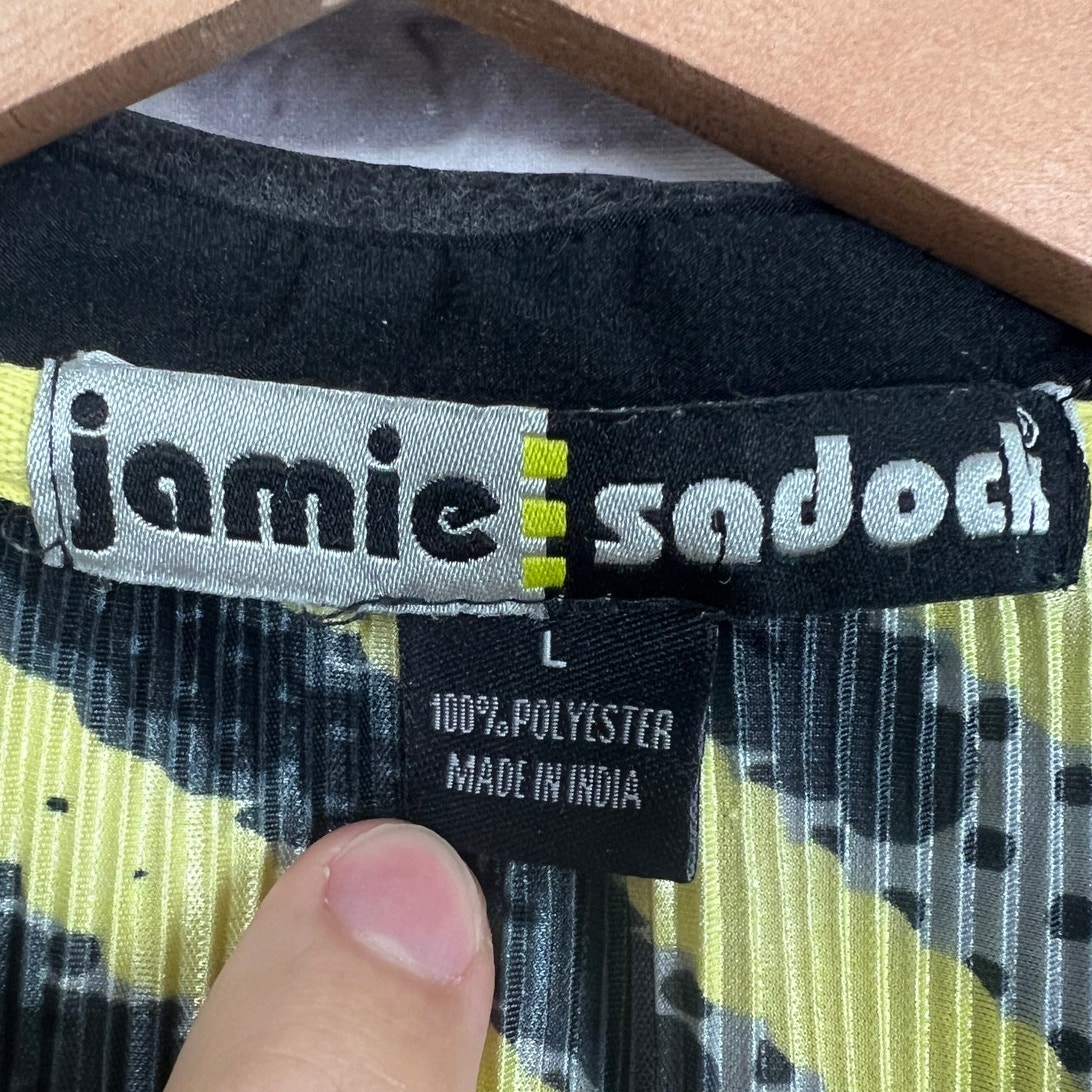 jamie sadock
L
100% POLYESTER
MADE IN INDIA